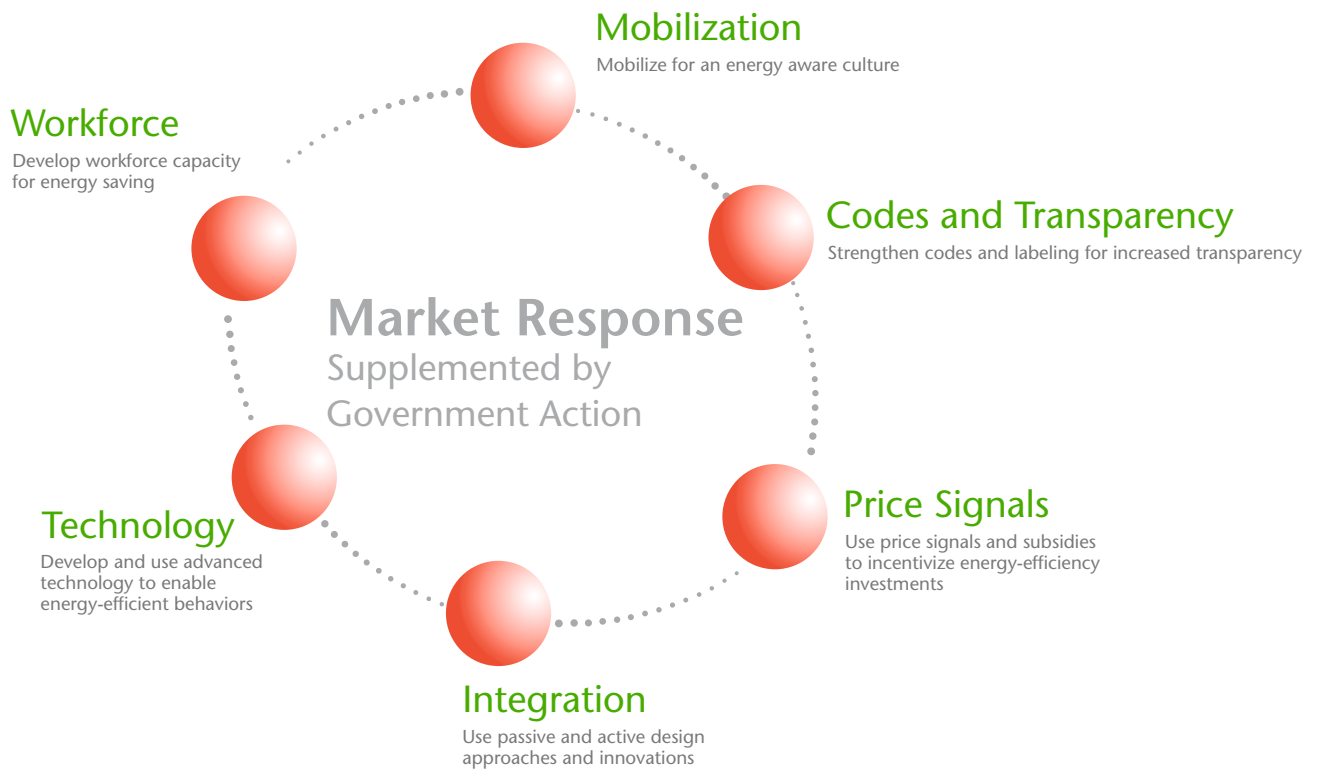 Mobilization
Mobilize for an energy aware culture
Workforce
Develop workforce capacity
for energy saving
Codes and Transparency
Strengthen codes and labeling for increased transparency
Market Response
Supplemented by
Government Action
Price Signals
Use price signals and subsidies
to incentivize energy-efficiency
investments
Technology
Develop and use advanced
technology to enable
energy-efficient behaviors
Integration
Use passive and active design
approaches and innovations